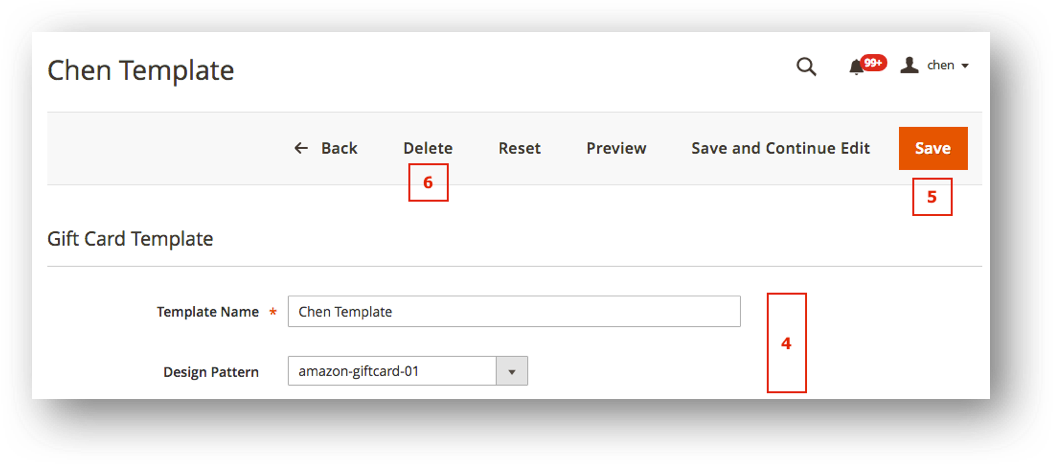 Chen Template
99+
chen
← Back
Delete
Reset
Preview
Save and Continue Edit
Save
6
5
Gift Card Template
Template Name *
Chen Template
4
Design Pattern
amazon-giftcard-01